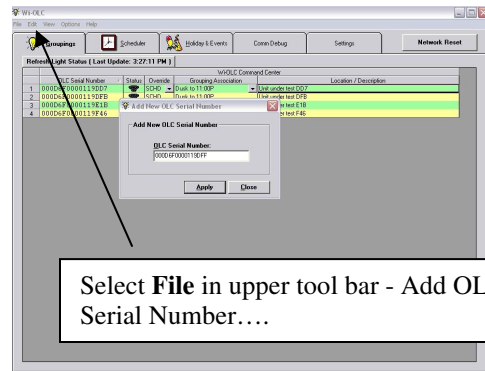 Wi-OLC
File Edit View Options Help
Groupings Scheduler Holiday & Events Comm Debug Settings Network Reset
Refresh Light Status ( Last Update: 3:27:11 PM )
Wi-OLC Command Center
OLC Serial Number Status Override Grouping Association Location / Description
1 000D6F0000119DD7 SCHD Dusk to 11:00P Unit under test DD7
2 000D6F0000119DFB SCHD Dusk to 11:00P Unit under test DFB
3 000D6F0000119E1B er test E1B
4 000D6F0000119F46 er test F46
Add New OLC Serial Number
Add New OLC Serial Number
OLC Serial Number:
000D6F0000119DFF
Apply Close
Select File in upper tool bar - Add OL
Serial Number….